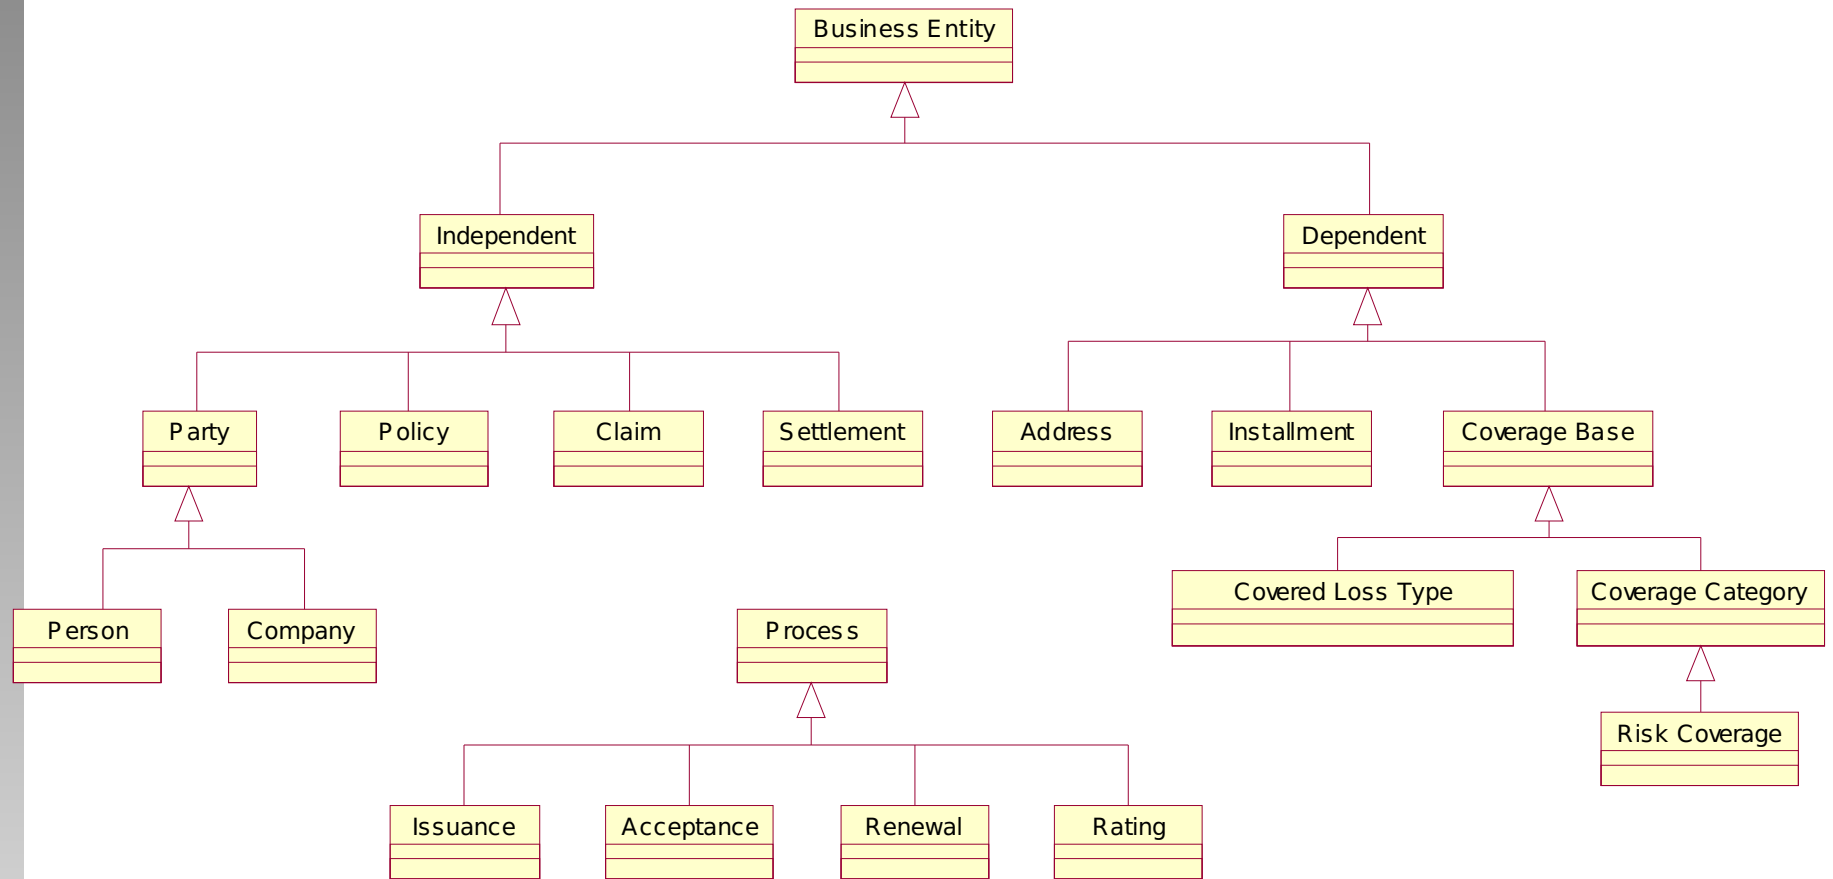 Business Entity
Independent
Dependent
Party
Policy
Claim
Settlement
Address
Installment
Coverage Base
Covered Loss Type
Coverage Category
Person
Company
Process
Risk Coverage
Issuance
Acceptance
Renewal
Rating